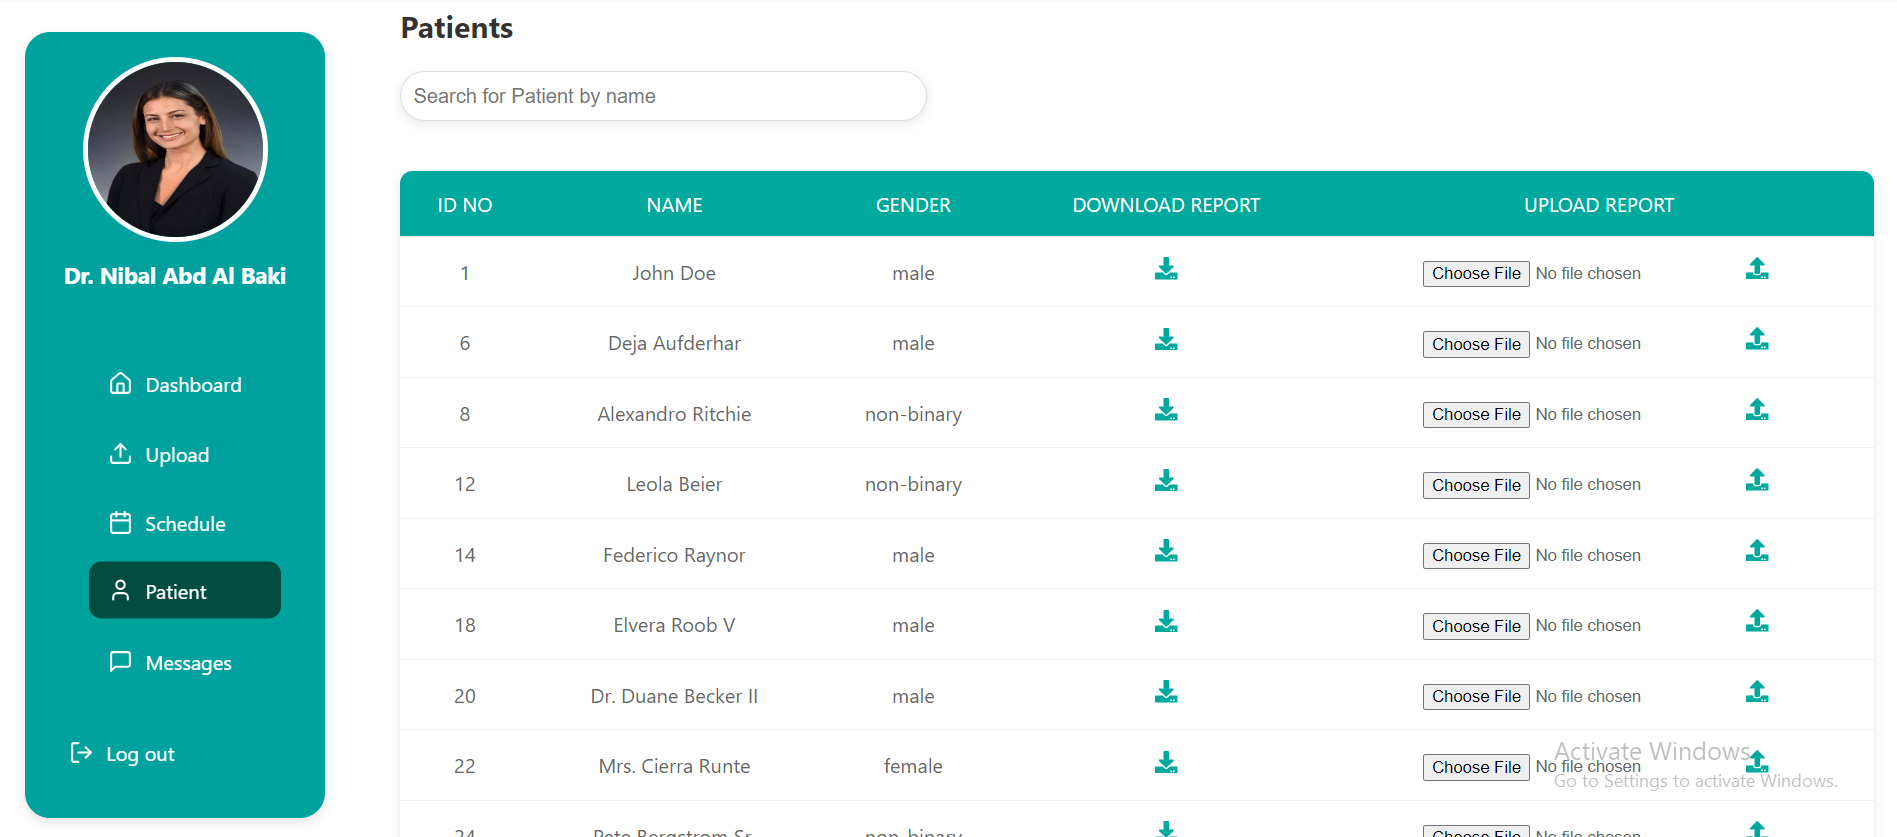 Patients
Search for Patient by name
Dr. Nibal Abd Al Baki
Dashboard
Upload
Schedule
Patient
Messages
Log out
ID NO NAME GENDER DOWNLOAD REPORT UPLOAD REPORT
1 John Doe male Choose File No file chosen
6 Deja Aufderhar male Choose File No file chosen
8 Alexandro Ritchie non-binary Choose File No file chosen
12 Leola Beier non-binary Choose File No file chosen
14 Federico Raynor male Choose File No file chosen
18 Elvera Roob V male Choose File No file chosen
20 Dr. Duane Becker II male Choose File No file chosen
22 Mrs. Cierra Runte female Choose File No file chosen
24 Pete Bergstrom Sr. non-binary Choose File No file chosen
Activate Windows
Go to Settings to activate Windows.